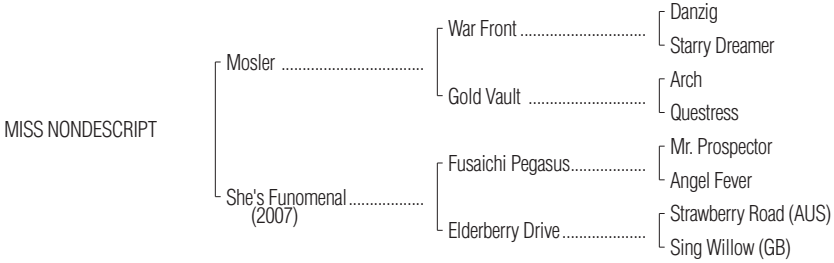 Danzig
War Front ................................
Starry Dreamer
Mosler ....................................
Arch
Gold Vault ..............................
Questress
MISS NONDESCRIPT
Mr. Prospector
Fusaichi Pegasus...................
Angel Fever
She's Funomenal...................
(2007)
Strawberry Road (AUS)
Elderberry Drive.....................
Sing Willow (GB)